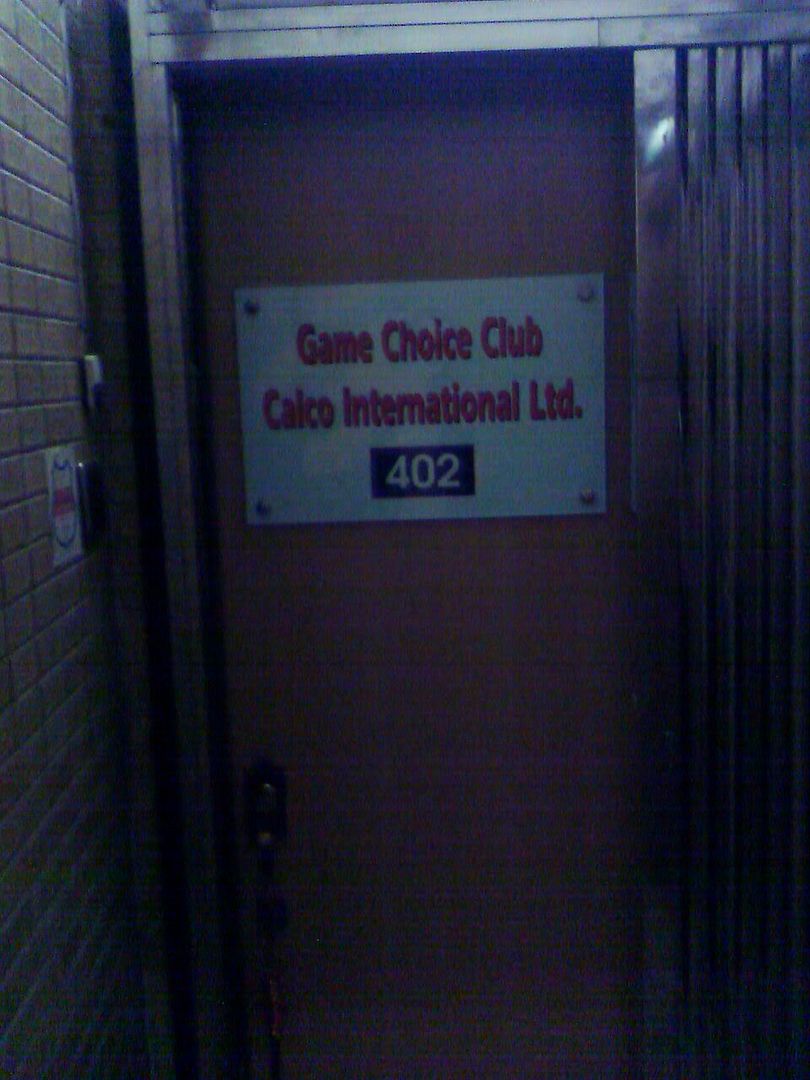 Game Choice Club
Calco International Ltd.
402